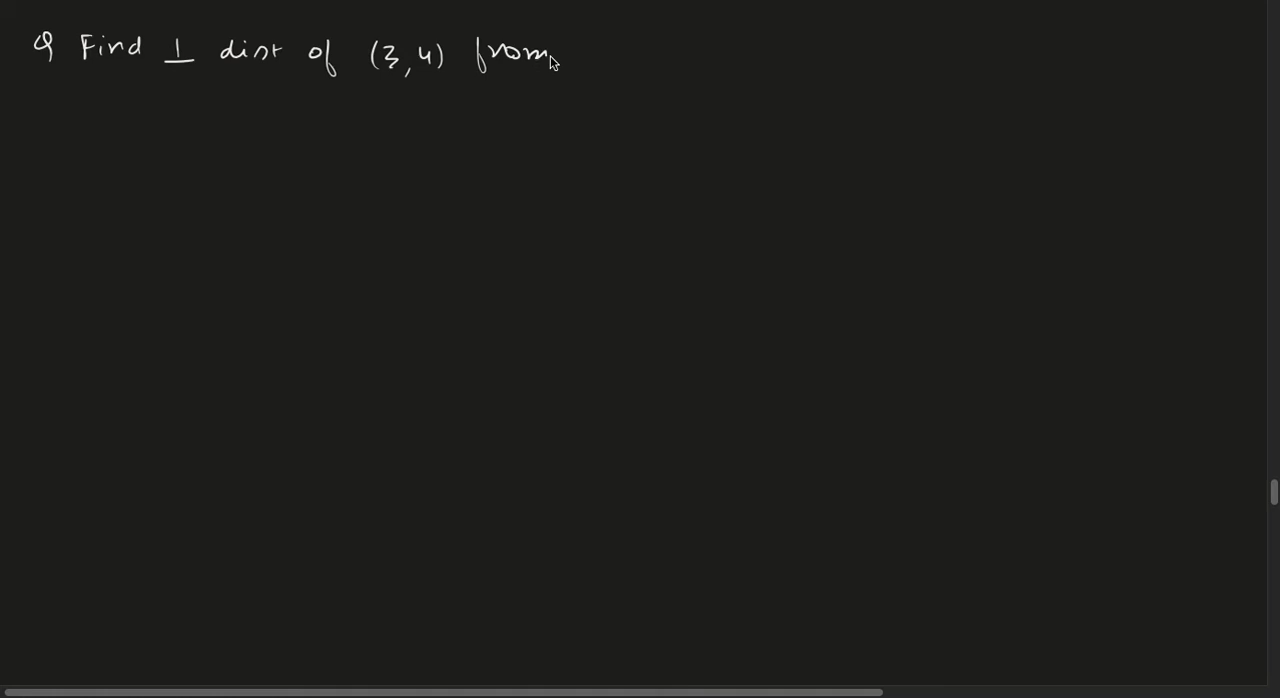 Q Find ⊥ dist of (3,4) from